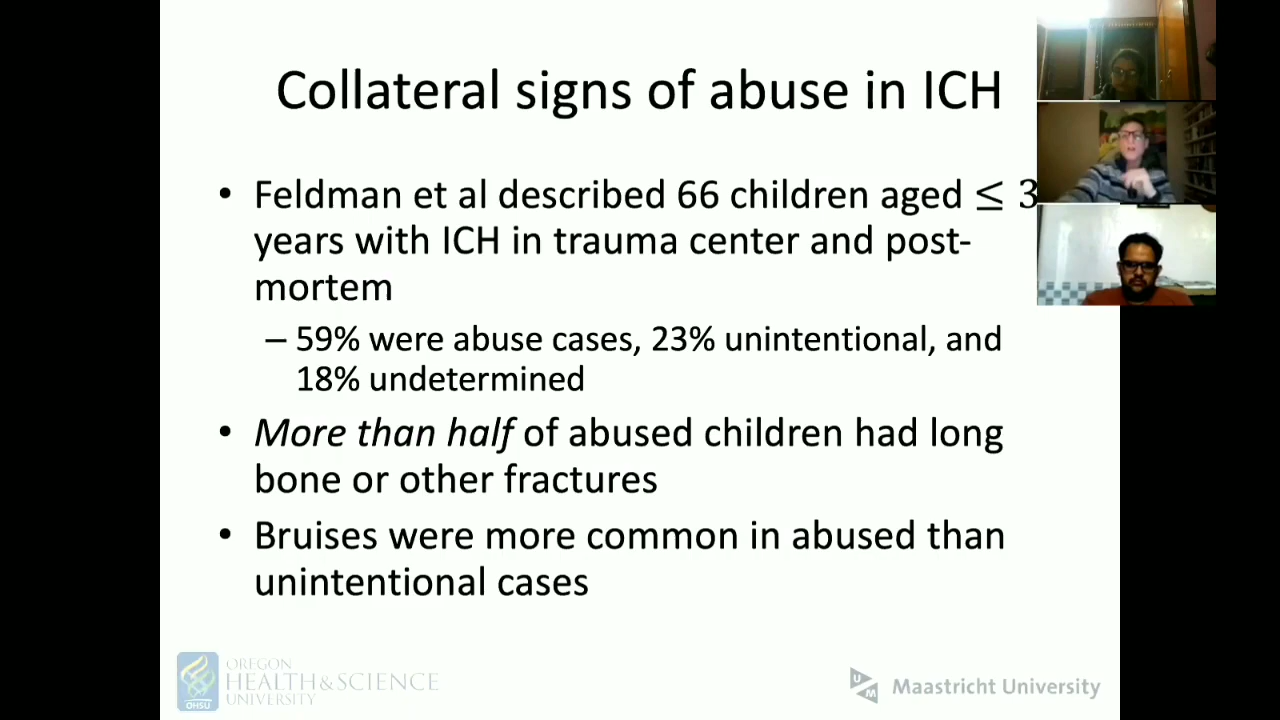 Collateral signs of abuse in ICH
• Feldman et al described 66 children aged ≤ 3
years with ICH in trauma center and post-
mortem
– 59% were abuse cases, 23% unintentional, and
18% undetermined
• More than half of abused children had long
bone or other fractures
• Bruises were more common in abused than
unintentional cases
OREGON
HEALTH&SCIENCE
UNIVERSITY
OHSU
UM
Maastricht University